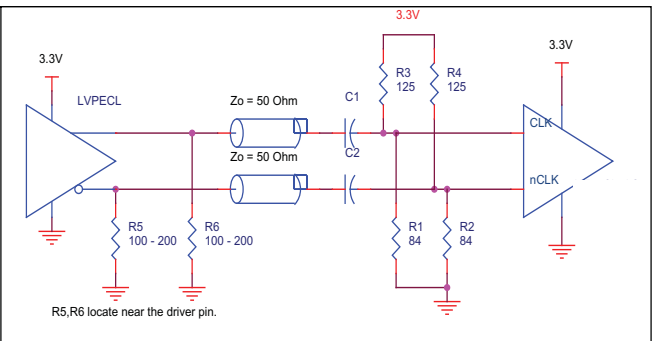 3.3V
3.3V
3.3V
LVPECL
R3
125
R4
125
Zo = 50 Ohm
C1
CLK
Zo = 50 Ohm
C2
nCLK
R5
100 - 200
R6
100 - 200
R1
84
R2
84
R5,R6 locate near the driver pin.